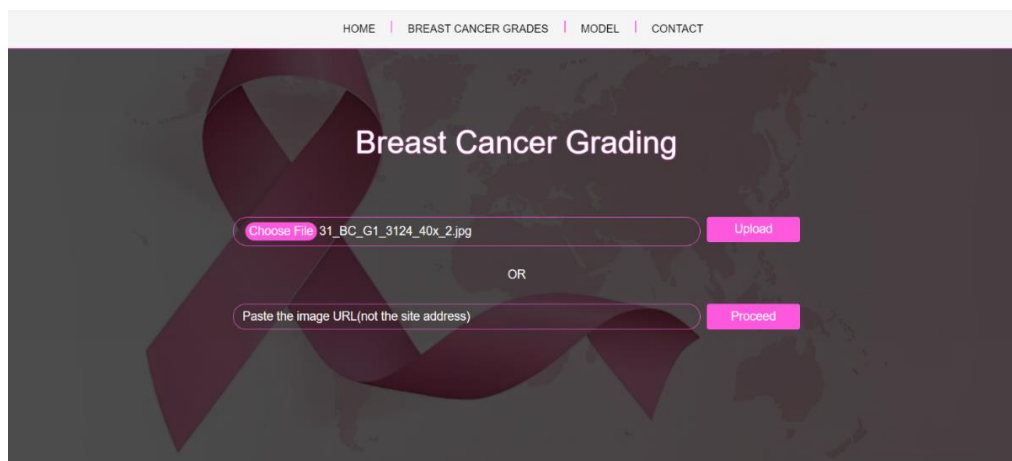 HOME | BREAST CANCER GRADES | MODEL | CONTACT
Breast Cancer Grading
Choose File 31_BC_G1_3124_40x_2.jpg Upload
OR
Paste the image URL(not the site address) Proceed